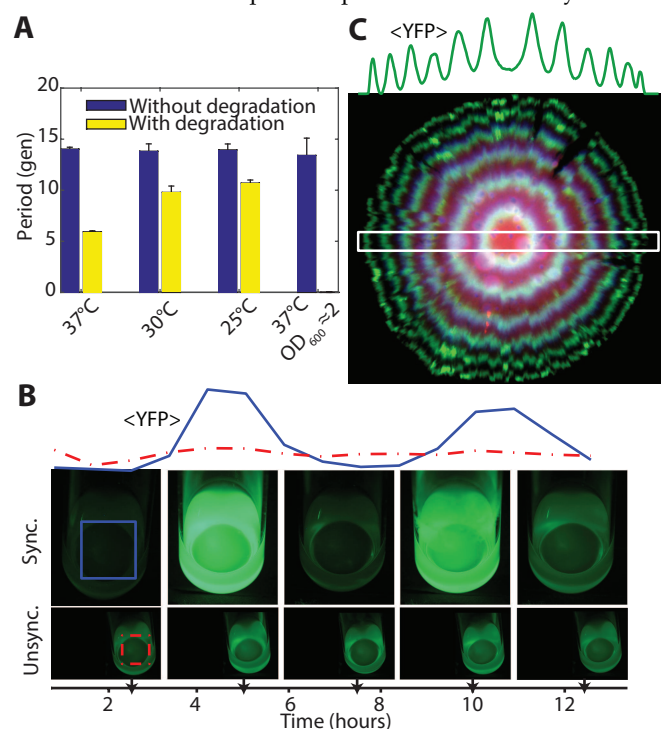 A
C
<YFP>
20
15
10
5
0
Period (gen)
Without degradation
With degradation
37°C
30°C
25°C
37°C
OD600≈2
B
<YFP>
Sync.
Unsync.
2 4 6 8 10 12
Time (hours)